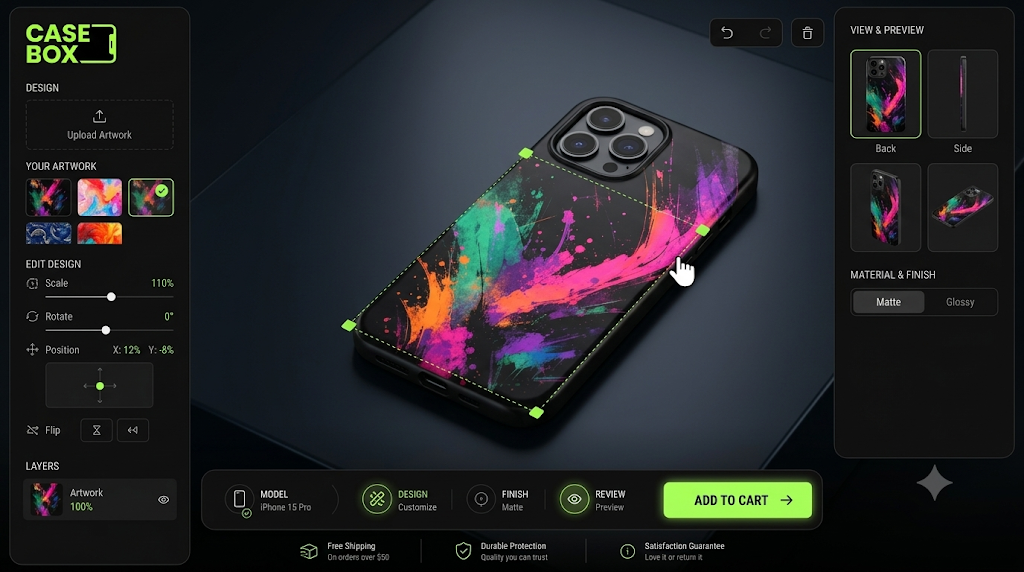 CASE
BOX
DESIGN
Upload Artwork
YOUR ARTWORK
EDIT DESIGN
Scale 110%
Rotate 0°
Position X: 12% Y: -8%
Flip
LAYERS
Artwork
100%
MODEL
iPhone 15 Pro
DESIGN
Customize
FINISH
Matte
REVIEW
Preview
ADD TO CART →
Free Shipping
On orders over $50
Durable Protection
Quality you can trust
Satisfaction Guarantee
Love it or return it
VIEW & PREVIEW
Back
Side
MATERIAL & FINISH
Matte
Glossy